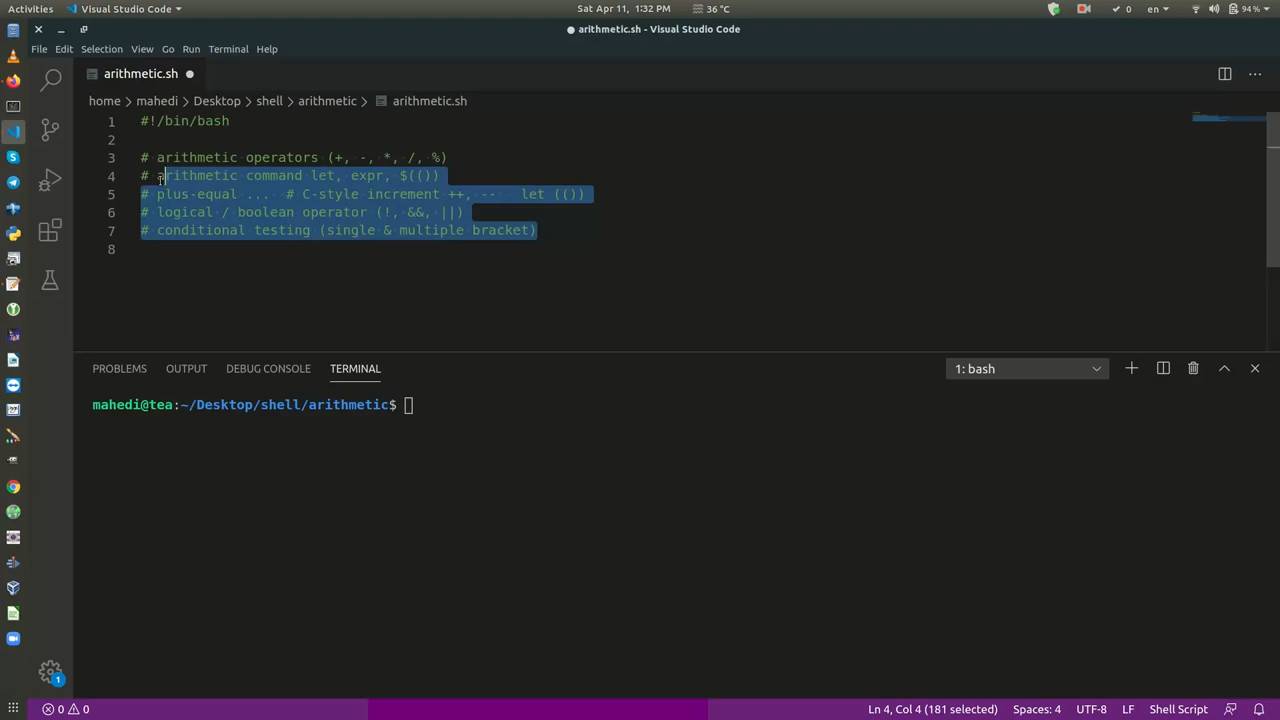 Activities Visual Studio Code Sat Apr 11, 1:32 PM 36 °C 0 en 94 %
arithmetic.sh - Visual Studio Code
File Edit Selection View Go Run Terminal Help
arithmetic.sh
home mahedi Desktop shell arithmetic arithmetic.sh
1 #!/bin/bash
2
3 # arithmetic operators (+, -, *, /, %)
4 # arithmetic command let, expr, $(())
5 # plus-equal ... # C-style increment ++, -- let (())
6 # logical / boolean operator (!, &&, ||)
7 # conditional testing (single & multiple bracket)
8
PROBLEMS OUTPUT DEBUG CONSOLE TERMINAL 1: bash
mahedi@tea:~/Desktop/shell/arithmetic$
1
0 0 Ln 4, Col 4 (181 selected) Spaces: 4 UTF-8 LF Shell Script